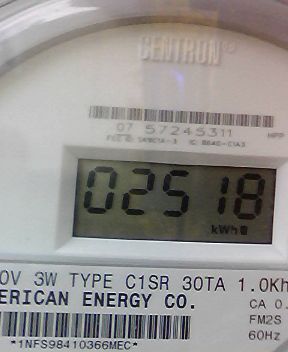 CENTRON®
07 57245311
HPP
02518
kWh
0V 3W TYPE C1SR 30TA 1.0Kh
ERICAN ENERGY CO.
CA 0.
FM2S
60Hz
*1NFS98410366MEC*